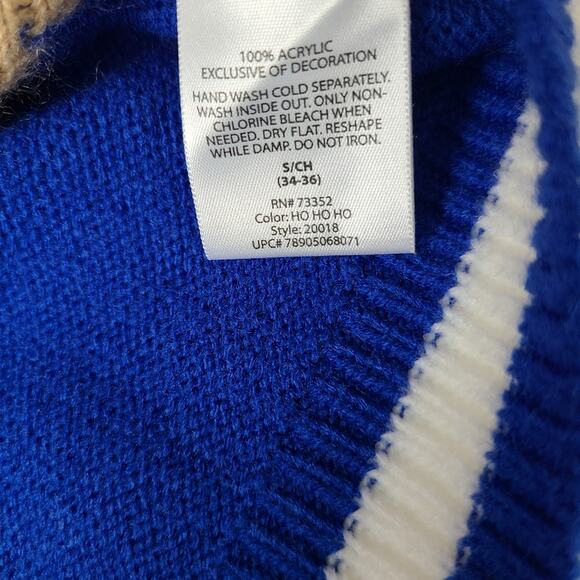 100% ACRYLIC
EXCLUSIVE OF DECORATION
HAND WASH COLD SEPARATELY.
WASH INSIDE OUT. ONLY NON-
CHLORINE BLEACH WHEN
NEEDED. DRY FLAT. RESHAPE
WHILE DAMP. DO NOT IRON.
S/CH
(34-36)
RN# 73352
Color: HO HO HO
Style: 20018
UPC# 78905068071